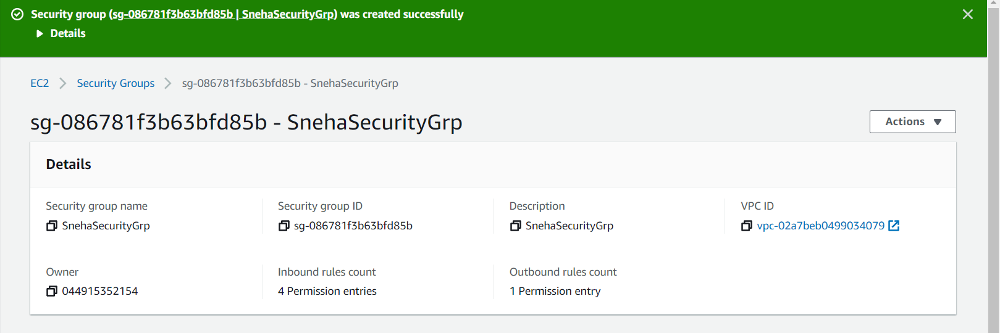 Security group (sg-086781f3b63bfd85b | SnehaSecurityGrp) was created successfully
Details
EC2 Security Groups sg-086781f3b63bfd85b - SnehaSecurityGrp
sg-086781f3b63bfd85b - SnehaSecurityGrp
Actions
Details
Security group name Security group ID Description VPC ID
SnehaSecurityGrp sg-086781f3b63bfd85b SnehaSecurityGrp vpc-02a7beb0499034079
Owner Inbound rules count Outbound rules count
044915352154 4 Permission entries 1 Permission entry